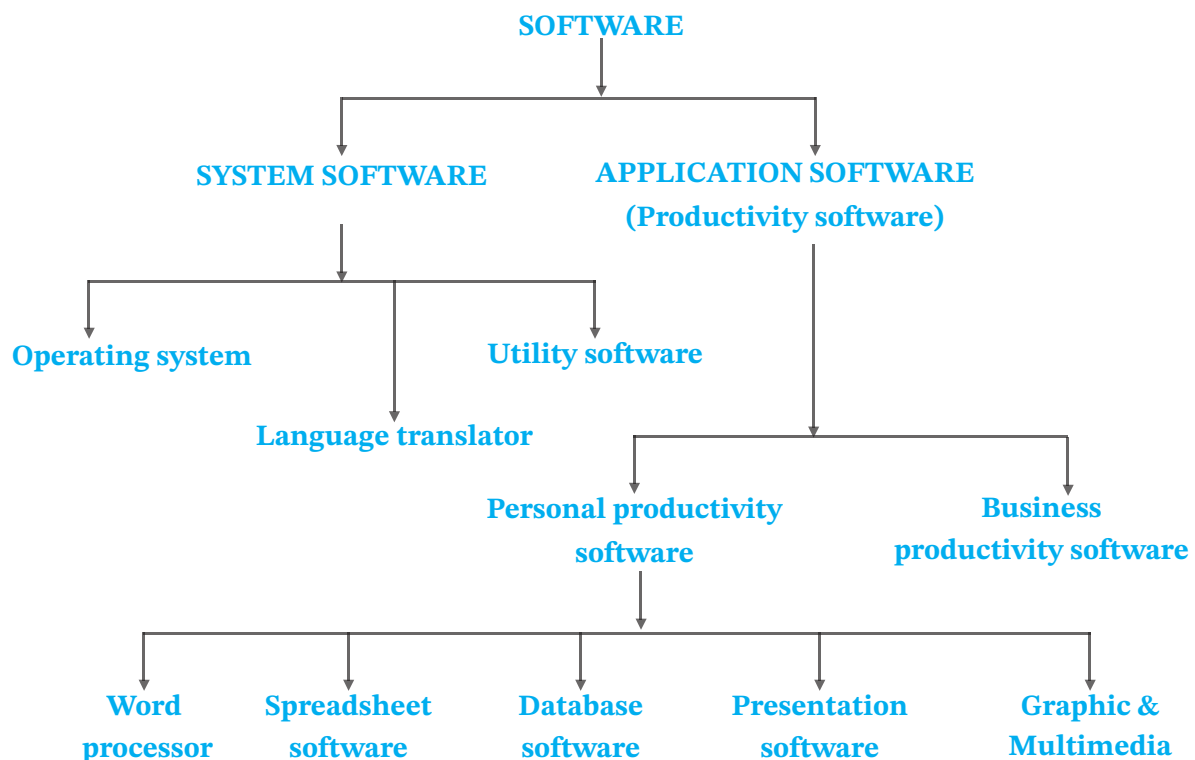 SOFTWARE
SYSTEM SOFTWARE
APPLICATION SOFTWARE
(Productivity software)
Operating system
Utility software
Language translator
Personal productivity
software
Business
productivity software
Word
processor
Spreadsheet
software
Database
software
Presentation
software
Graphic &
Multimedia